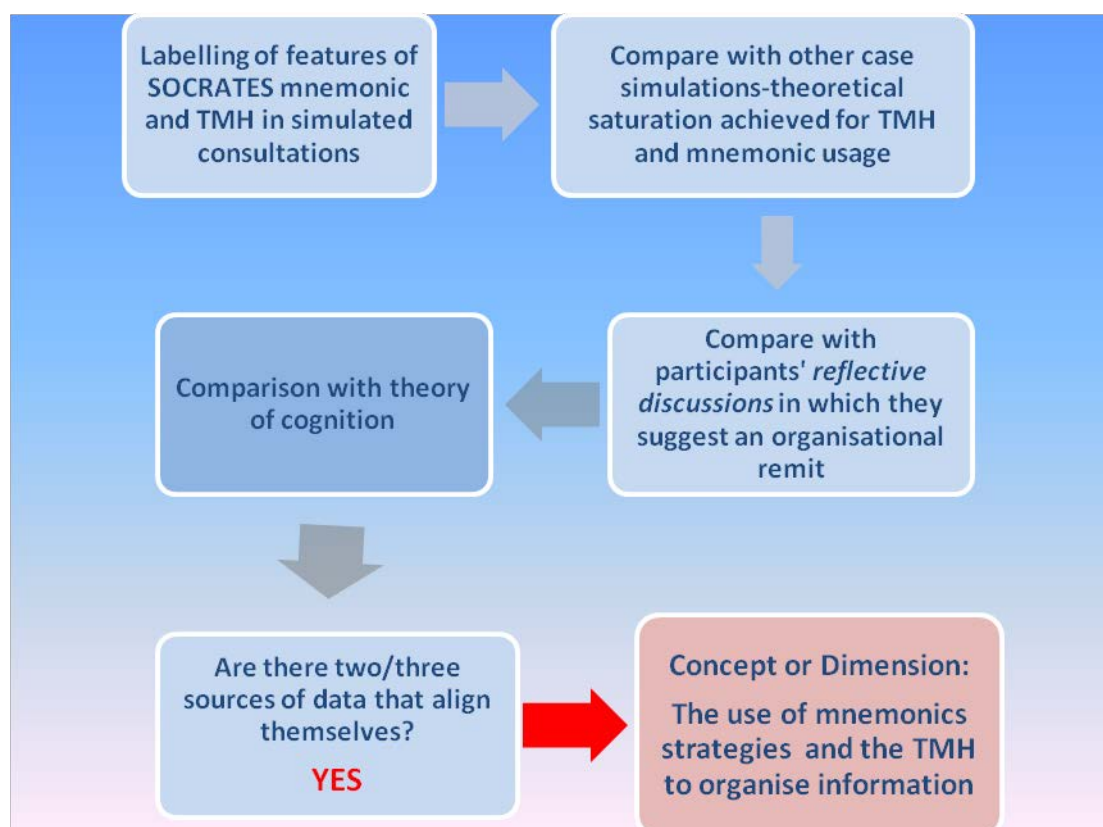 Labelling of features of
SOCRATES mnemonic
and TMH in simulated
consultations
Compare with other case
simulations-theoretical
saturation achieved for TMH
and mnemonic usage
Compare with
participants' reflective
discussions in which they
suggest an organisational
remit
Comparison with theory
of cognition
Are there two/three
sources of data that align
themselves?
YES
Concept or Dimension:
The use of mnemonics
strategies and the TMH
to organise information